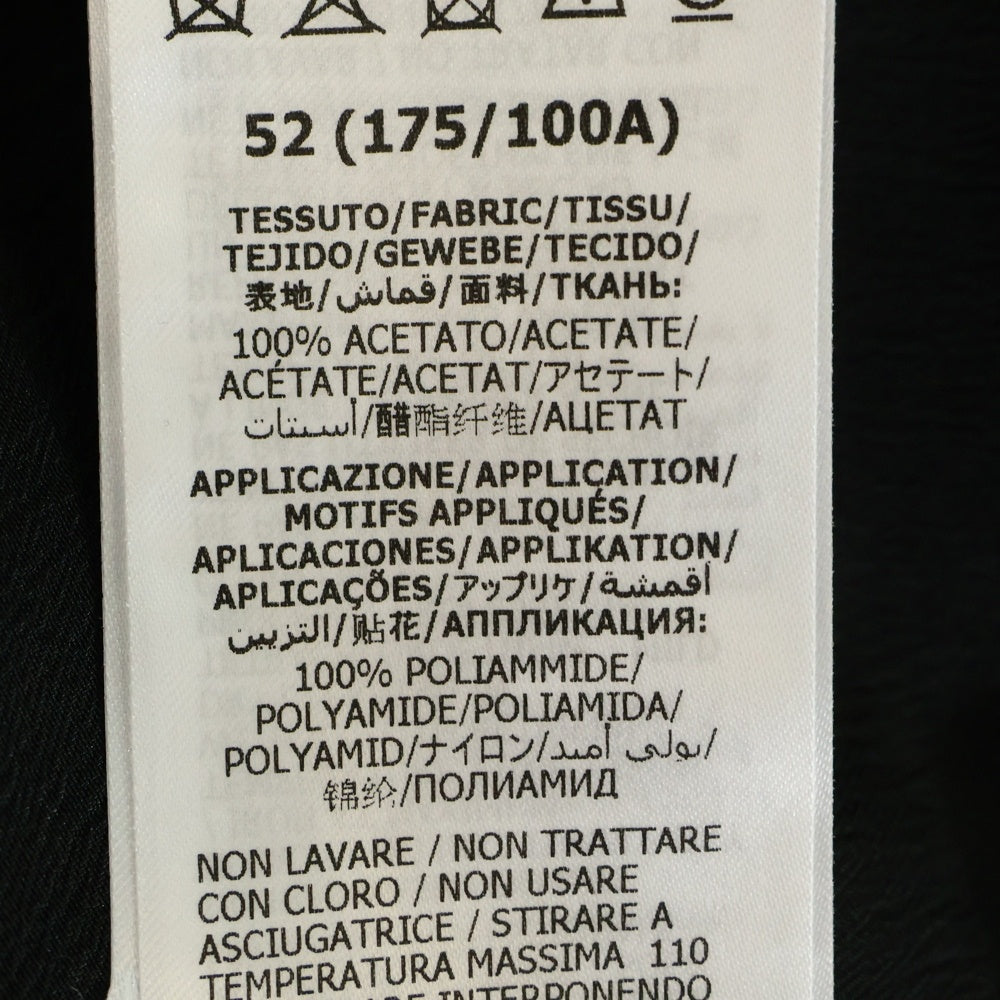 52 (175/100A)
TESSUTO/FABRIC/TISSU/
TEJIDO/GEWEBE/TECIDO/
表地/قماش/面料/ТКАНЬ:
100% ACETATO/ACETATE/
ACÉTATE/ACETAT/アセテート/
أستات/醋酯纤维/АЦЕТАТ
APPLICAZIONE/APPLICATION/
MOTIFS APPLIQUÉS/
APLICACIONES/APPLIKATION/
APLICAÇÕES/アップリケ/أقمشة
التزيين/贴花/АППЛИКАЦИЯ:
100% POLIAMMIDE/
POLYAMIDE/POLIAMIDA/
POLYAMID/ナイロン/بولي أميد/
锦纶/ПОЛИАМИД
NON LAVARE / NON TRATTARE
CON CLORO / NON USARE
ASCIUGATRICE / STIRARE A
TEMPERATURA MASSIMA 110
INTERPONENDO